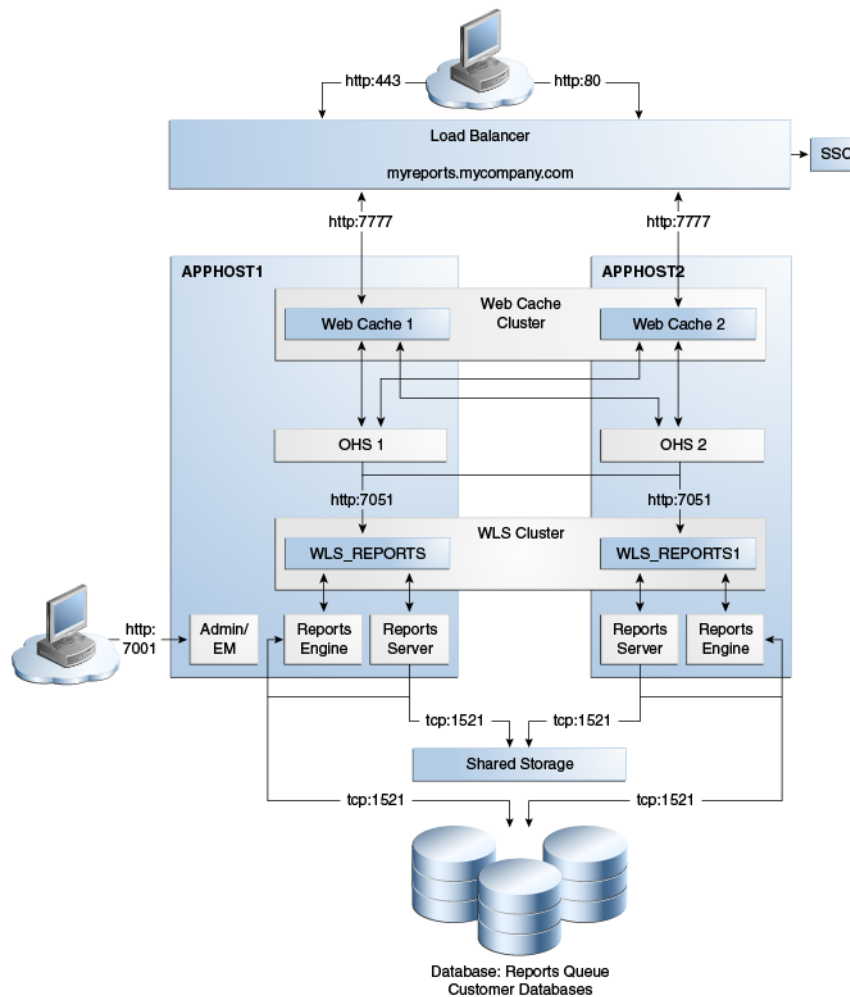 http:443
http:80
Load Balancer
myreports.mycompany.com
SSO
http:7777
http:7777
APPHOST1
APPHOST2
Web Cache
Cluster
Web Cache 1
Web Cache 2
OHS 1
OHS 2
http:7051
http:7051
WLS Cluster
WLS_REPORTS
WLS_REPORTS1
http:
7001
Admin/
EM
Reports
Engine
Reports
Server
Reports
Server
Reports
Engine
tcp:1521
tcp:1521
Shared Storage
tcp:1521
tcp:1521
Database: Reports Queue
Customer Databases